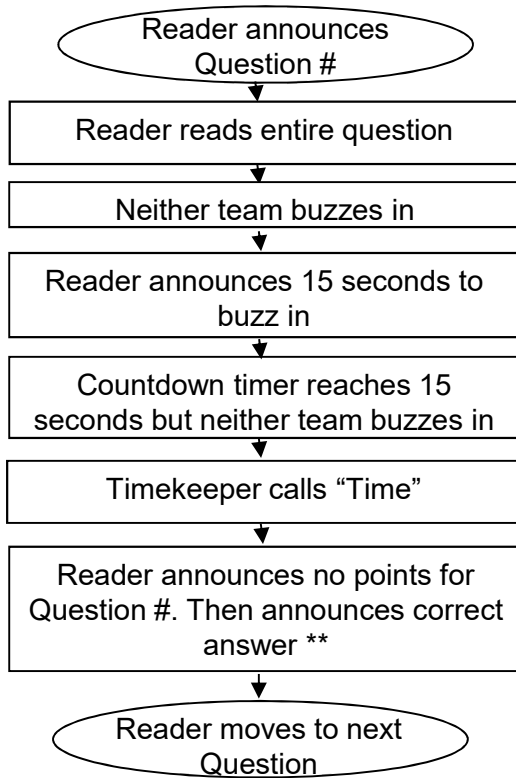 Reader announces
Question #
Reader reads entire question
Neither team buzzes in
Reader announces 15 seconds to
buzz in
Countdown timer reaches 15
seconds but neither team buzzes in
Timekeeper calls “Time”
Reader announces no points for
Question #. Then announces correct
answer **
Reader moves to next
Question